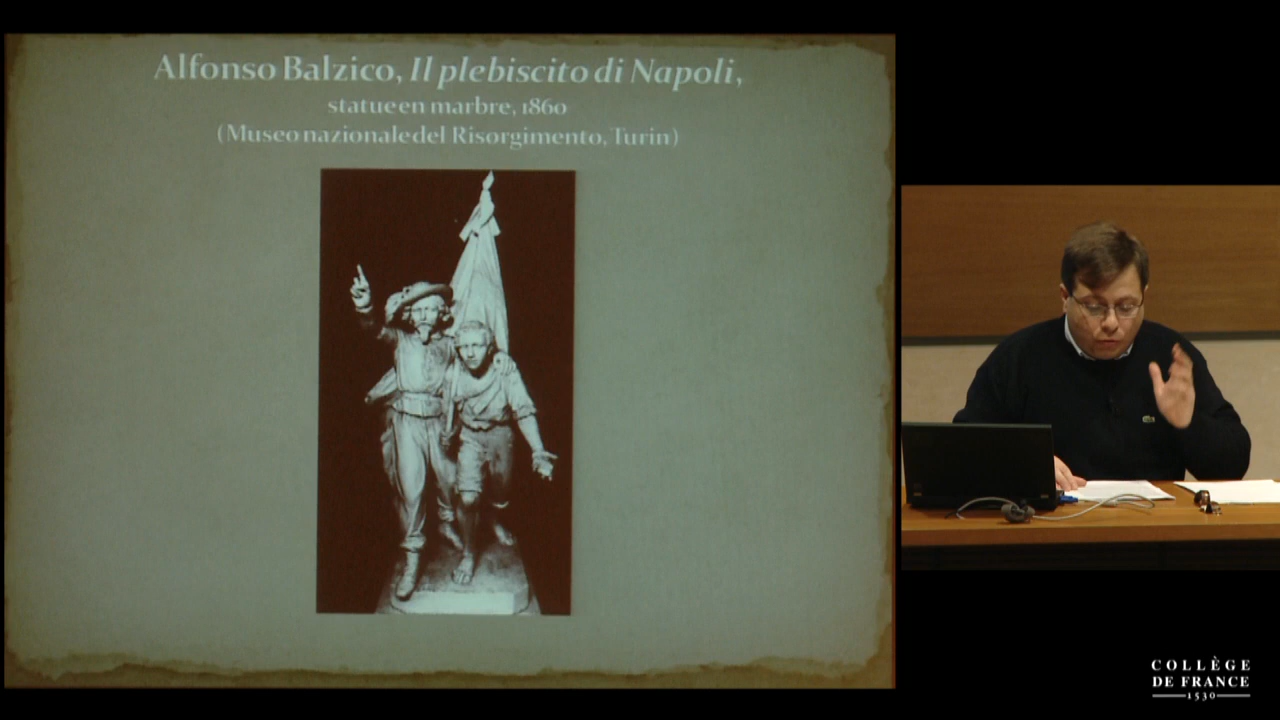 Alfonso Balzico, Il plebiscito di Napoli,
statue en marbre, 1860
(Museo nazionale del Risorgimento, Turin)
COLLÈGE
DE FRANCE
1530